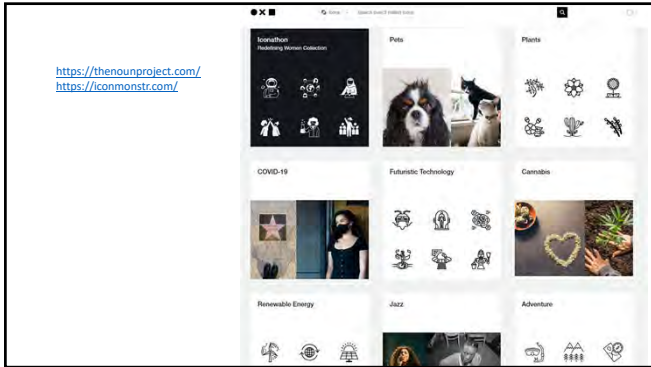 https://thenounproject.com/
https://iconmonstr.com/
Icons
Iconathon
Redefining Women Collection
Pets
Plants
COVID-19
Futuristic Technology
Cannabis
Renewable Energy
Jazz
Adventure